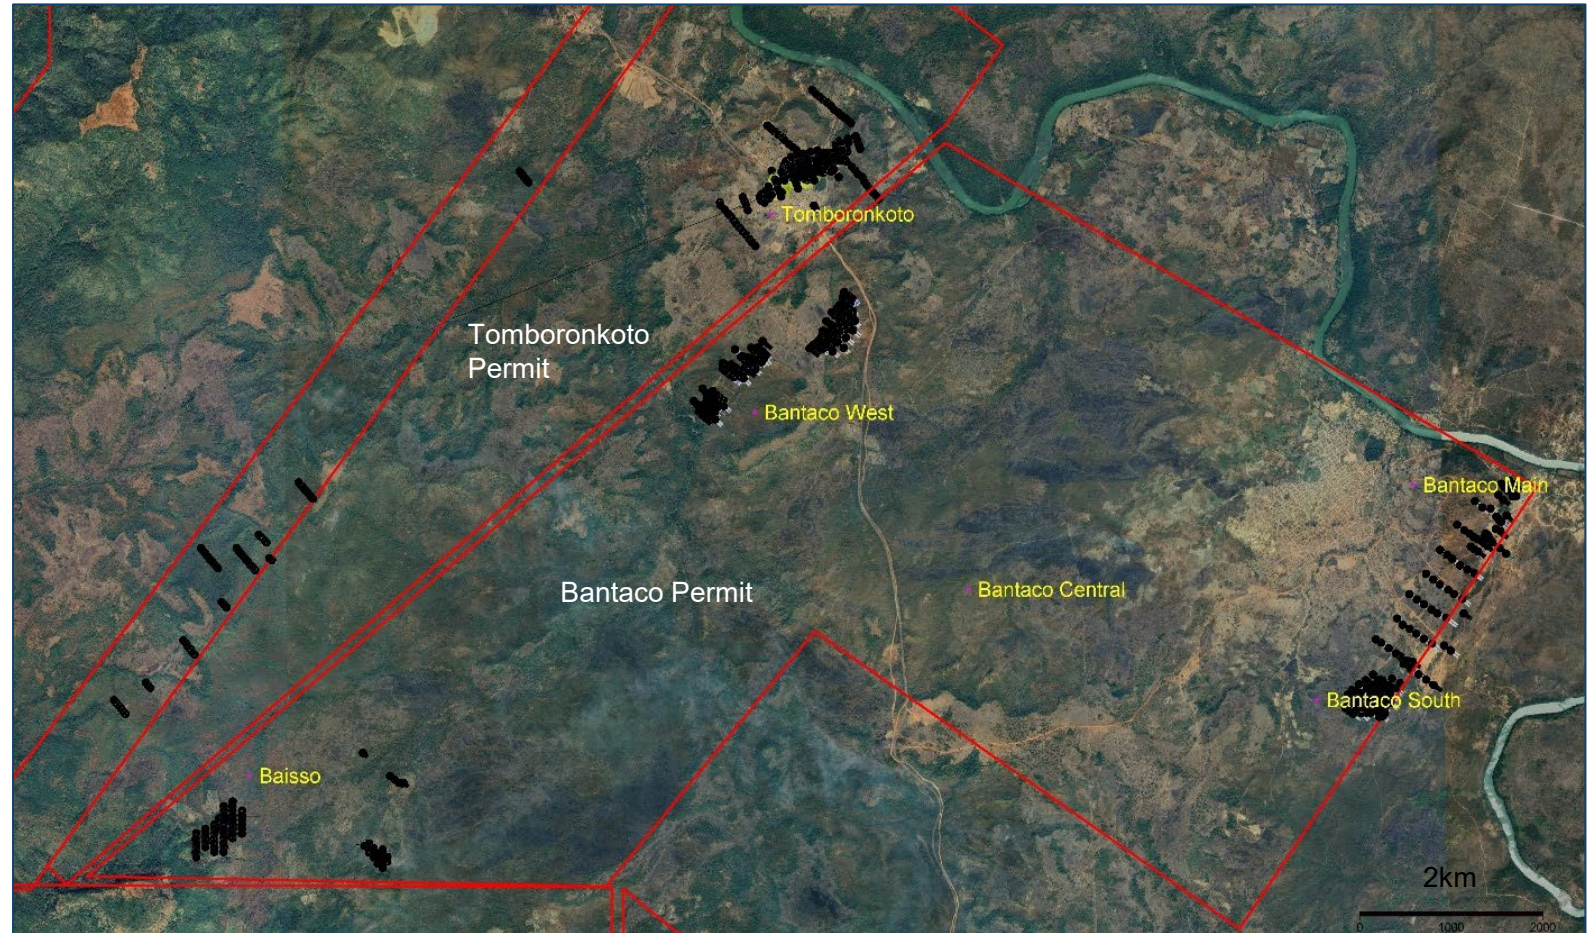 Tomboronkoto
Tomboronkoto
Permit
Bantaco West
Bantaco Main
Bantaco Permit
Bantaco Central
Bantaco South
Baisso
2km
0 1000 2000